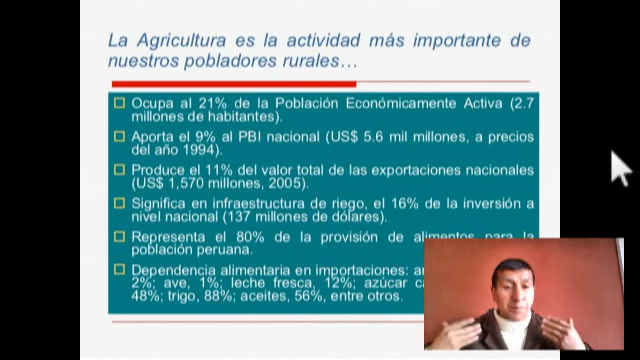 La Agricultura es la actividad más importante de
nuestros pobladores rurales…
Ocupa al 21% de la Población Económicamente Activa (2.7
millones de habitantes).
Aporta el 9% al PBI nacional (US$ 5.6 mil millones, a precios
del año 1994).
Produce el 11% del valor total de las exportaciones nacionales
(US$ 1,570 millones, 2005).
Significa en infraestructura de riego, el 16% de la inversión a
nivel nacional (137 millones de dólares).
Representa el 80% de la provisión de alimentos para la
población peruana.
Dependencia alimentaria en importaciones:
2%; ave, 1%; leche fresca, 12%; azúcar
48%; trigo, 88%; aceites, 56%, entre otros.